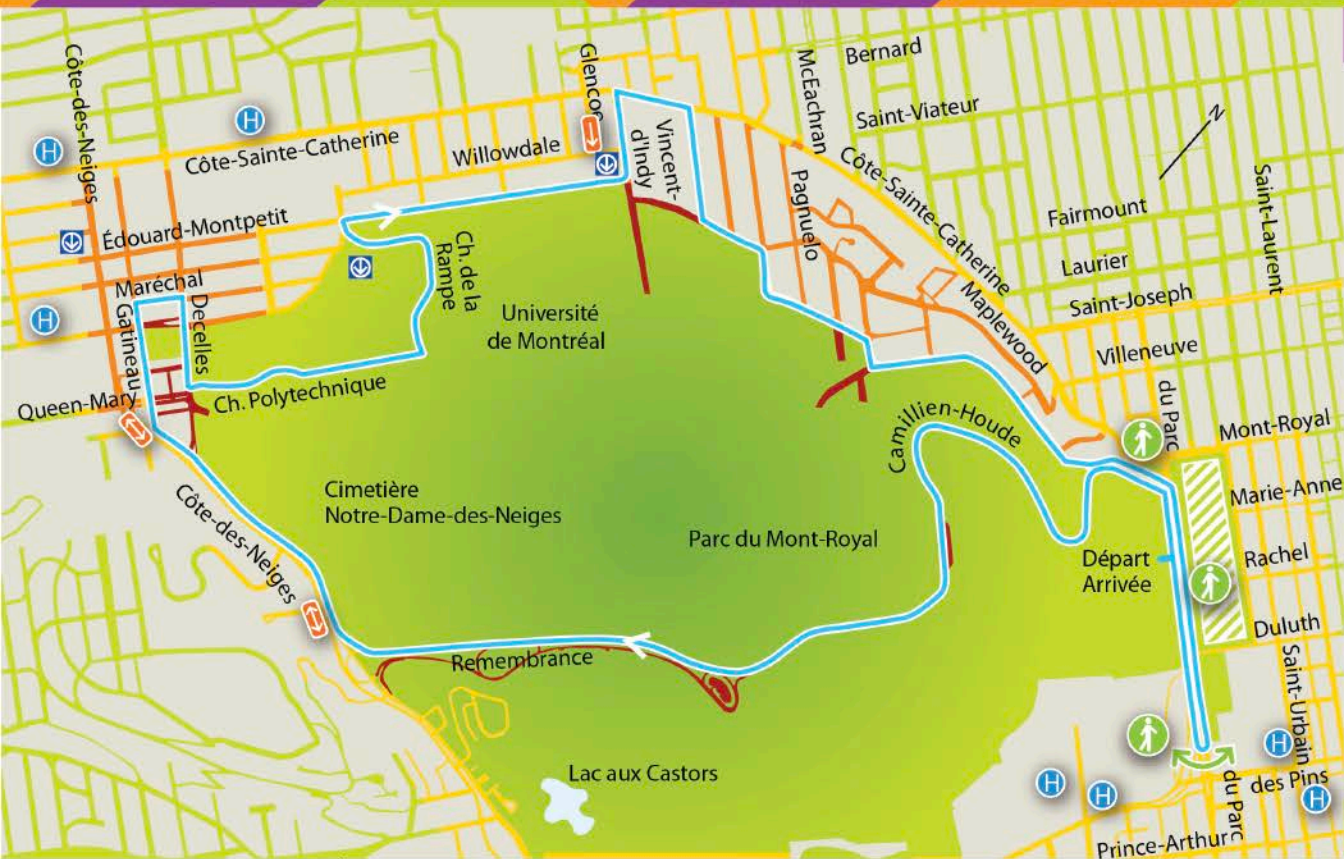 Côte-des-Neiges
Glencoe
McEachran
Bernard
Saint-Viateur
N
Côte-Sainte-Catherine
Willowdale
Vincent-
d'Indy
Pagnuelo
Côte-Sainte-Catherine
Fairmount
Saint-Laurent
Laurier
Saint-Joseph
Maplewood
Villeneuve
Édouard-Montpetit
Maréchal
Ch. de la
Rampe
Decelles
Gatineau
Université
de Montréal
Queen-Mary
Ch. Polytechnique
du Parc
Mont-Royal
Camillien-Houde
Marie-Anne
Côte-des-Neiges
Cimetière
Notre-Dame-des-Neiges
Parc du Mont-Royal
Départ
Arrivée
Rachel
Duluth
Remembrance
Saint-Urbain
Lac aux Castors
des Pins
du Parc
Prince-Arthur
H
H
H
H
H
H
H